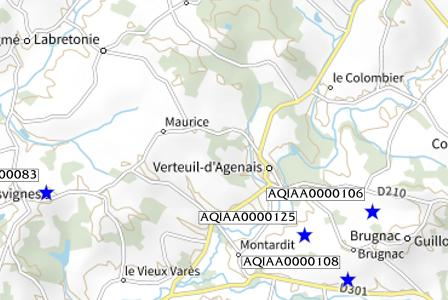 Labretonie
le Colombier
Maurice
Verteuil-d'Agenais
AQIAA0000106
D210
AQIAA0000125
Brugnac
Montardit
Brugnac
AQIAA0000108
le Vieux Varès
D301